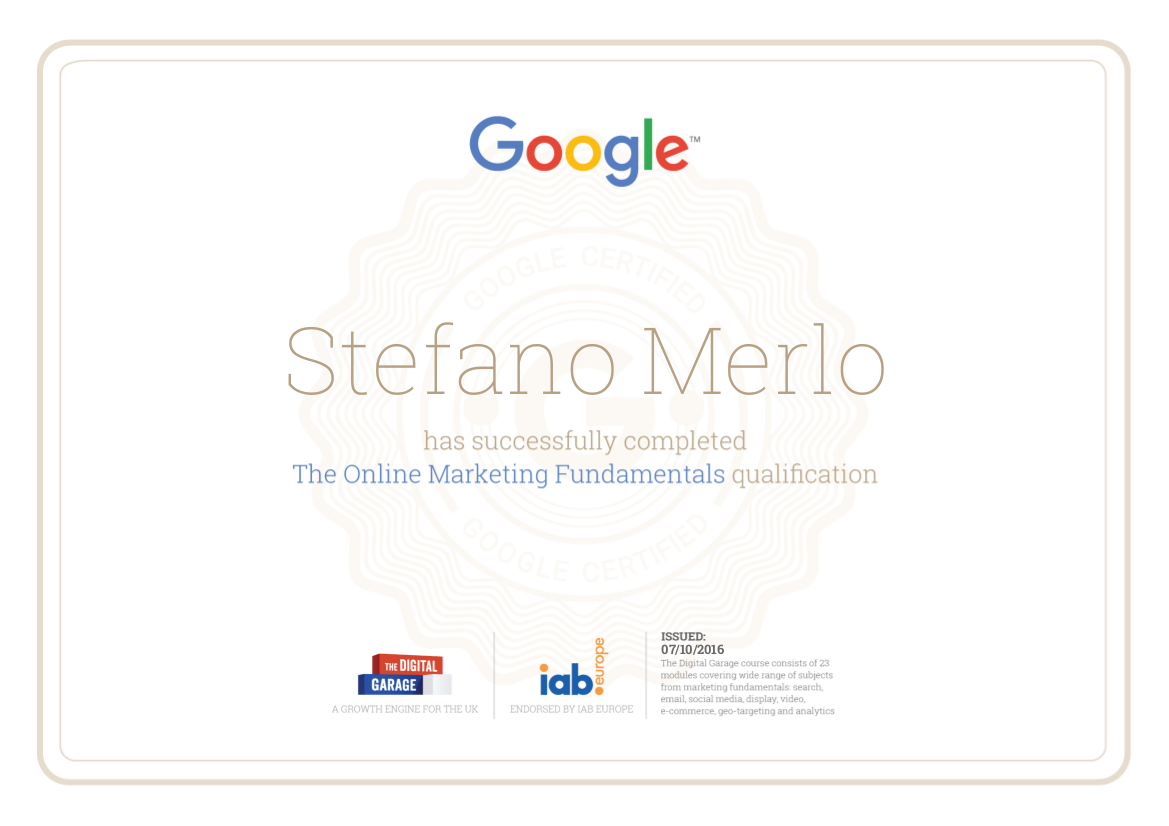 Google™
GOOGLE CERTIFIED
Stefano Merlo
has successfully completed
The Online Marketing Fundamentals qualification
GOOGLE CERTIFIED
THE DIGITAL
GARAGE
A GROWTH ENGINE FOR THE UK
iab europe
ENDORSED BY IAB EUROPE
ISSUED:
07/10/2016
The Digital Garage course consists of 23
modules covering wide range of subjects
from marketing fundamentals: search,
email, social media, display, video,
e-commerce, geo-targeting and analytics